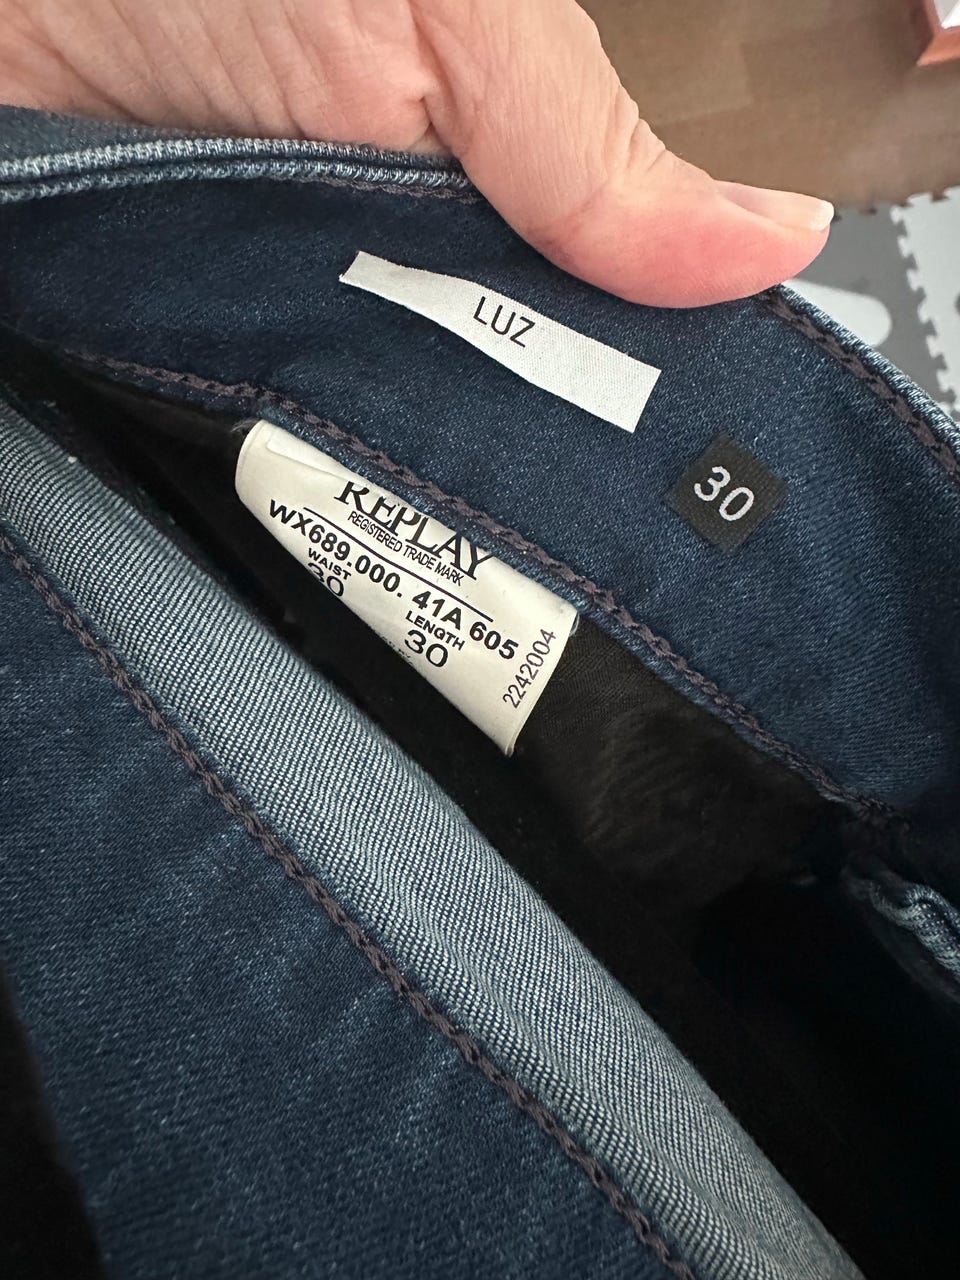 LUZ
30
REPLAY
REGISTERED TRADE MARK
WX689.000. 41A 605
WAIST LENGTH
30 30
2242004